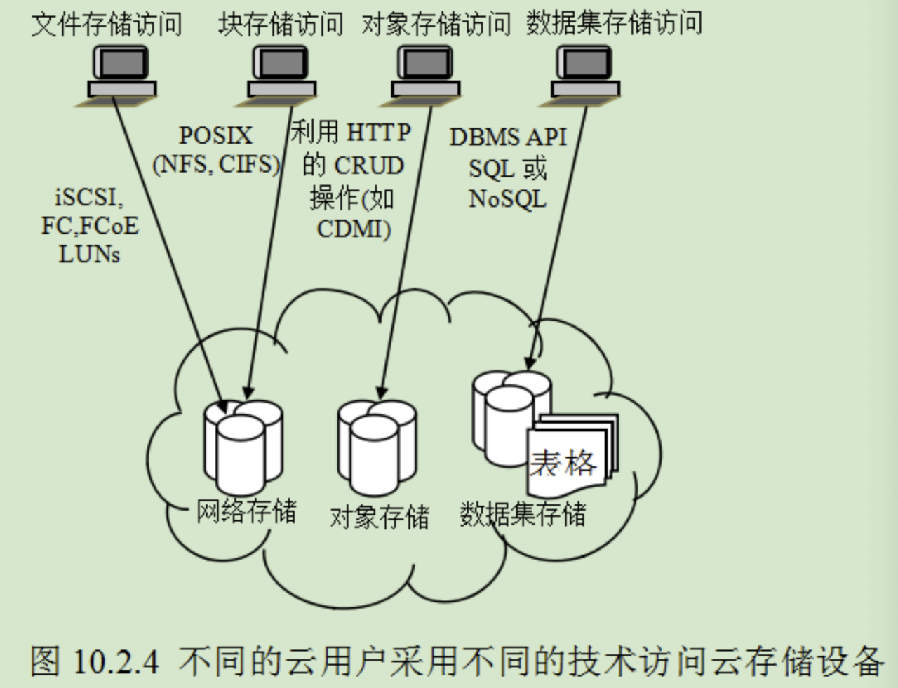 文件存储访问
块存储访问
对象存储访问
数据集存储访问
iSCSI,
FC,FCoE
LUNs
POSIX
(NFS, CIFS)
利用 HTTP
的 CRUD
操作(如
CDMI)
DBMS API
SQL 或
NoSQL
网络存储
对象存储
表格
数据集存储
图 10.2.4 不同的云用户采用不同的技术访问云存储设备